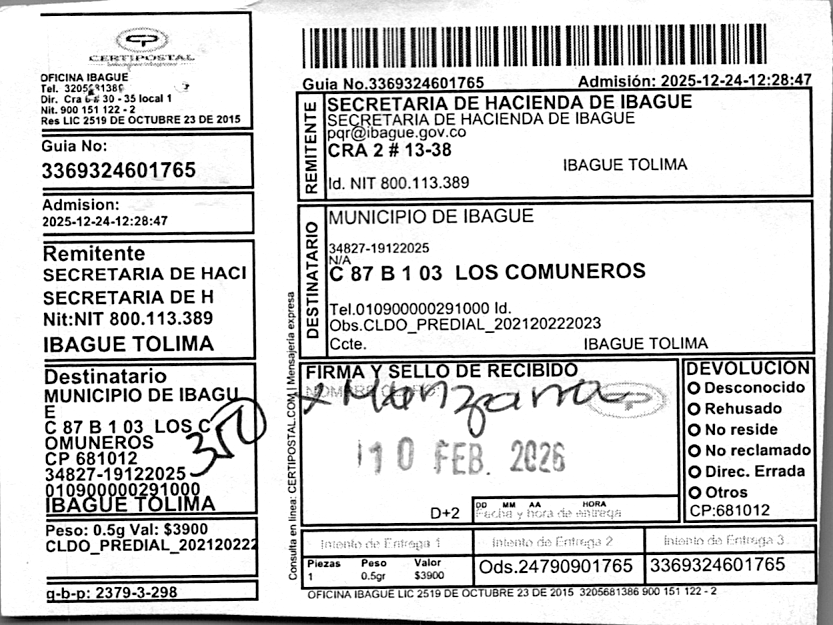 CERTIPOSTAL
OFICINA IBAGUE
Tel. 3205681386
Dir. Cra 30 - 35 local 1
Nit. 900 151 122 - 2
Res LIC 2519 DE OCTUBRE 23 DE 2015
Guia No:
3369324601765
Admision:
2025-12-24-12:28:47
Remitente
SECRETARIA DE HACI
SECRETARIA DE H
Nit:NIT 800.113.389
IBAGUE TOLIMA
Destinatario
MUNICIPIO DE IBAGU
E
C 87 B 1 03 LOS C
OMUNEROS
CP 681012
34827-19122025
010900000291000
IBAGUE TOLIMA
350
Peso: 0.5g Val: $3900
CLDO_PREDIAL_202120222
g-b-p: 2379-3-298
Consulta en linea: CERTIPOSTAL.COM | Mensajería expresa
Guia No.3369324601765 Admisión: 2025-12-24-12:28:47
REMITENTE
SECRETARIA DE HACIENDA DE IBAGUE
SECRETARIA DE HACIENDA DE IBAGUE
pqr@ibague.gov.co
CRA 2 # 13-38
IBAGUE TOLIMA
Id. NIT 800.113.389
DESTINATARIO
MUNICIPIO DE IBAGUE
34827-19122025
N/A
C 87 B 1 03 LOS COMUNEROS
Tel.010900000291000 Id.
Obs.CLDO_PREDIAL_202120222023
Ccte. IBAGUE TOLIMA
FIRMA Y SELLO DE RECIBIDO
x Manzana
10 FEB. 2026
D+2
DD MM AA HORA
Fecha y hora de entrega
DEVOLUCION
Desconocido
Rehusado
No reside
No reclamado
Direc. Errada
Otros
CP:681012
Intento de Entrega 1 Intento de Entrega 2 Intento de Entrega 3
Piezas Peso Valor
1 0.5gr $3900
Ods.24790901765 3369324601765
OFICINA IBAGUE LIC 2519 DE OCTUBRE 23 DE 2015 3205681386 900 151 122 - 2